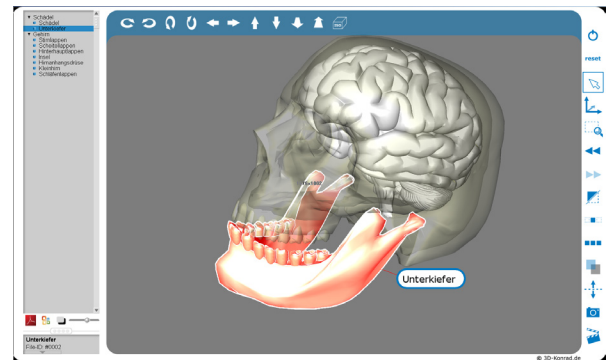 Schädel
Schädel
Unterkiefer
Gehirn
Stirnlappen
Scheitellappen
Hinterhauptlappen
Insel
Hirnanhangsdrüse
Kleinhirn
Schläfenlappen
reset
Unterkiefer
Unterkiefer
File-ID: #0002
© 3D-Konrad.de